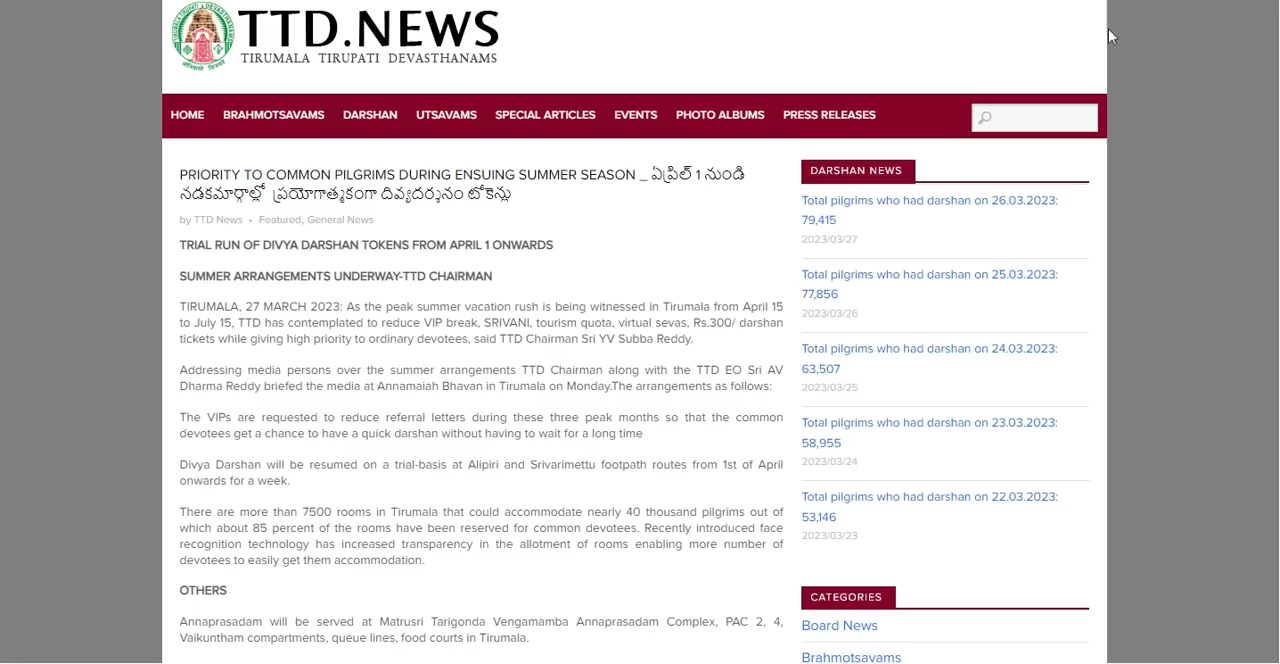 TTD.NEWS
TIRUMALA TIRUPATI DEVASTHANAMS
HOME BRAHMOTSAVAMS DARSHAN UTSAVAMS SPECIAL ARTICLES EVENTS PHOTO ALBUMS PRESS RELEASES
PRIORITY TO COMMON PILGRIMS DURING ENSUING SUMMER SEASON _ ఏప్రిల్ 1 నుండి
నడకమార్గాల్లో ప్రయోగాత్మకంగా దివ్యదర్శనం టోకెన్లు
by TTD News • Featured, General News
TRIAL RUN OF DIVYA DARSHAN TOKENS FROM APRIL 1 ONWARDS
SUMMER ARRANGEMENTS UNDERWAY-TTD CHAIRMAN
TIRUMALA, 27 MARCH 2023: As the peak summer vacation rush is being witnessed in Tirumala from April 15
to July 15, TTD has contemplated to reduce VIP break, SRIVANI, tourism quota, virtual sevas, Rs.300/ darshan
tickets while giving high priority to ordinary devotees, said TTD Chairman Sri YV Subba Reddy.
Addressing media persons over the summer arrangements TTD Chairman along with the TTD EO Sri AV
Dharma Reddy briefed the media at Annamaiah Bhavan in Tirumala on Monday.The arrangements as follows:
The VIPs are requested to reduce referral letters during these three peak months so that the common
devotees get a chance to have a quick darshan without having to wait for a long time
Divya Darshan will be resumed on a trial-basis at Alipiri and Srivarimettu footpath routes from 1st of April
onwards for a week.
There are more than 7500 rooms in Tirumala that could accommodate nearly 40 thousand pilgrims out of
which about 85 percent of the rooms have been reserved for common devotees. Recently introduced face
recognition technology has increased transparency in the allotment of rooms enabling more number of
devotees to easily get them accommodation.
OTHERS
Annaprasadam will be served at Matrusri Tarigonda Vengamamba Annaprasadam Complex, PAC 2, 4,
Vaikuntham compartments, queue lines, food courts in Tirumala.
DARSHAN NEWS
Total pilgrims who had darshan on 26.03.2023:
79,415
2023/03/27
Total pilgrims who had darshan on 25.03.2023:
77,856
2023/03/26
Total pilgrims who had darshan on 24.03.2023:
63,507
2023/03/25
Total pilgrims who had darshan on 23.03.2023:
58,955
2023/03/24
Total pilgrims who had darshan on 22.03.2023:
53,146
2023/03/23
CATEGORIES
Board News
Brahmotsavams